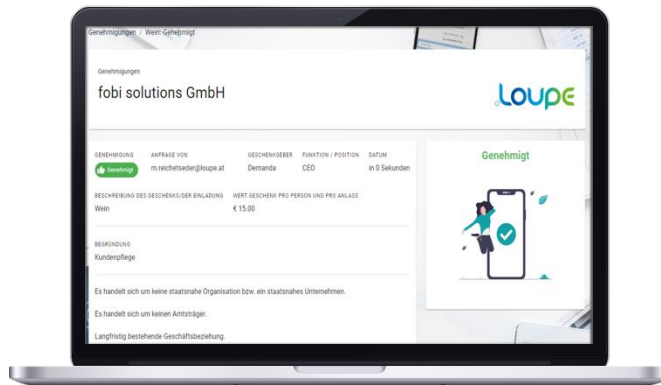 Genehmigungen / Wein: Genehmigt
Genehmigungen
fobi solutions GmbH
Loupe
GENEHMIGUNG ANFRAGE VON GESCHENKGEBER FUNKTION / POSITION DATUM
Genehmigt m.reichetseder@loupe.at Demanda CEO in 0 Sekunden
BESCHREIBUNG DES GESCHENKS/DER EINLADUNG WERT GESCHENK PRO PERSON UND PRO ANLASS
Wein € 15.00
BEGRÜNDUNG
Kundenpflege
Es handelt sich um keine staatsnahe Organisation bzw. ein staatsnahes Unternehmen.
Es handelt sich um keinen Amtsträger.
Langfristig bestehende Geschäftsbeziehung.
Genehmigt